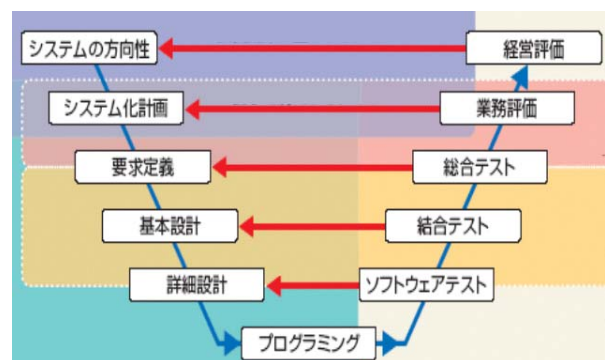 システムの方向性
経営評価
システム化計画
業務評価
要求定義
総合テスト
基本設計
結合テスト
詳細設計
ソフトウェアテスト
プログラミング